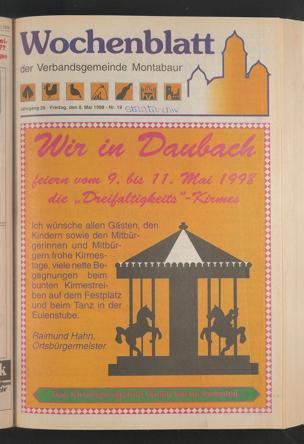 Wochenblatt
der Verbandsgemeinde Montabaur
Jahrgang 26 · Freitag, den 8. Mai 1998 · Nr. 19
Wir in Daubach
feiern vom 9. bis 11. Mai 1998
die „Dreifaltigkeits"-Kirmes
Ich wünsche allen Gästen, den
Kindern sowie den Mitbür-
gerinnen und Mitbür-
gern frohe Kirmes-
tage, viele nette Be-
gegnungen beim
bunten Kirmestrei-
ben auf dem Festplatz
und beim Tanz in der
Eulenstube.
Raimund Hahn,
Ortsbürgermeister